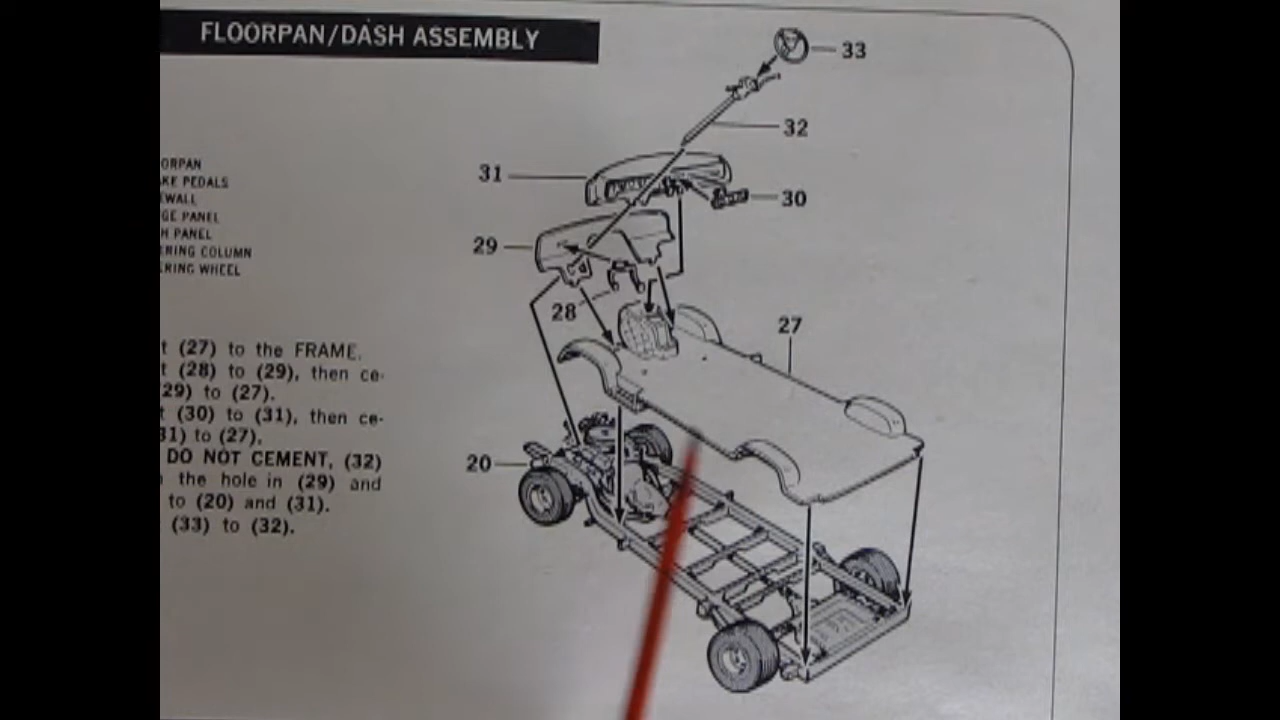 FLOORPAN/DASH ASSEMBLY
33
32
31
30
29
28
27
20
ORPAN
KE PEDALS
WALL
GE PANEL
H PANEL
RING COLUMN
RING WHEEL
t (27) to the FRAME.
t (28) to (29), then ce-
29) to (27).
t (30) to (31), then ce-
31) to (27).
DO NOT CEMENT, (32)
the hole in (29) and
to (20) and (31).
(33) to (32).